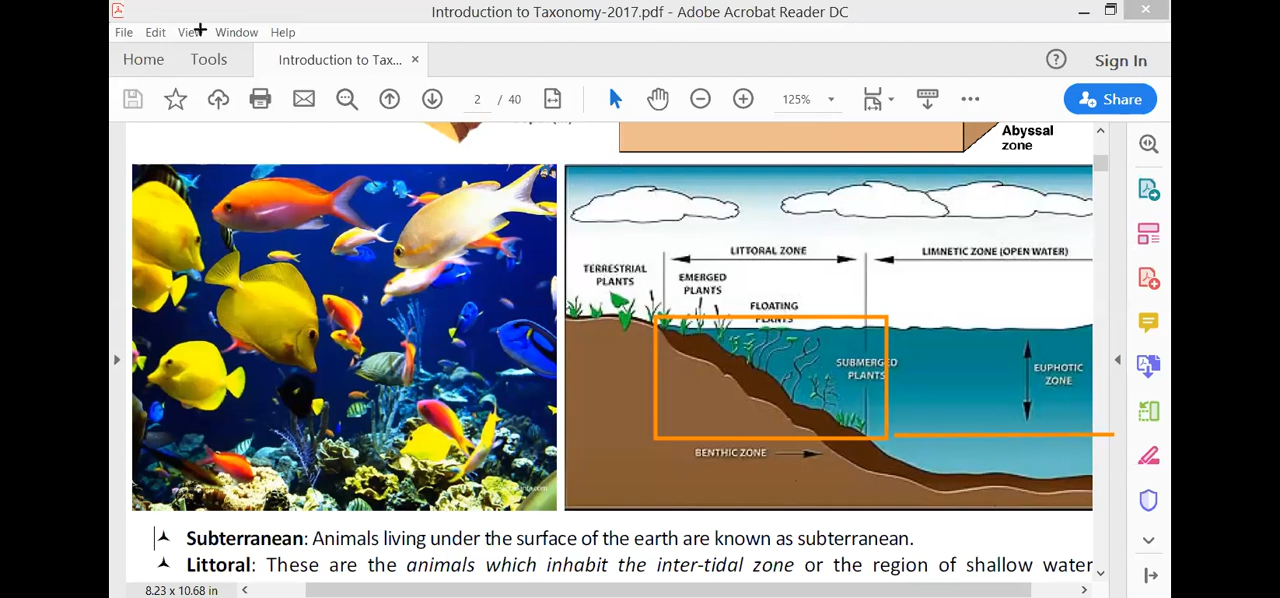 Introduction to Taxonomy-2017.pdf - Adobe Acrobat Reader DC
File Edit View Window Help
Home Tools Introduction to Tax... × Sign In
2 / 40 125% Share
Abyssal
zone
LITTORAL ZONE LIMNETIC ZONE (OPEN WATER)
TERRESTRIAL
PLANTS
EMERGED
PLANTS
FLOATING
PLANTS
SUBMERGED
PLANTS
EUPHOTIC
ZONE
BENTHIC ZONE
Subterranean: Animals living under the surface of the earth are known as subterranean.
Littoral: These are the animals which inhabit the inter-tidal zone or the region of shallow water
8.23 x 10.68 in